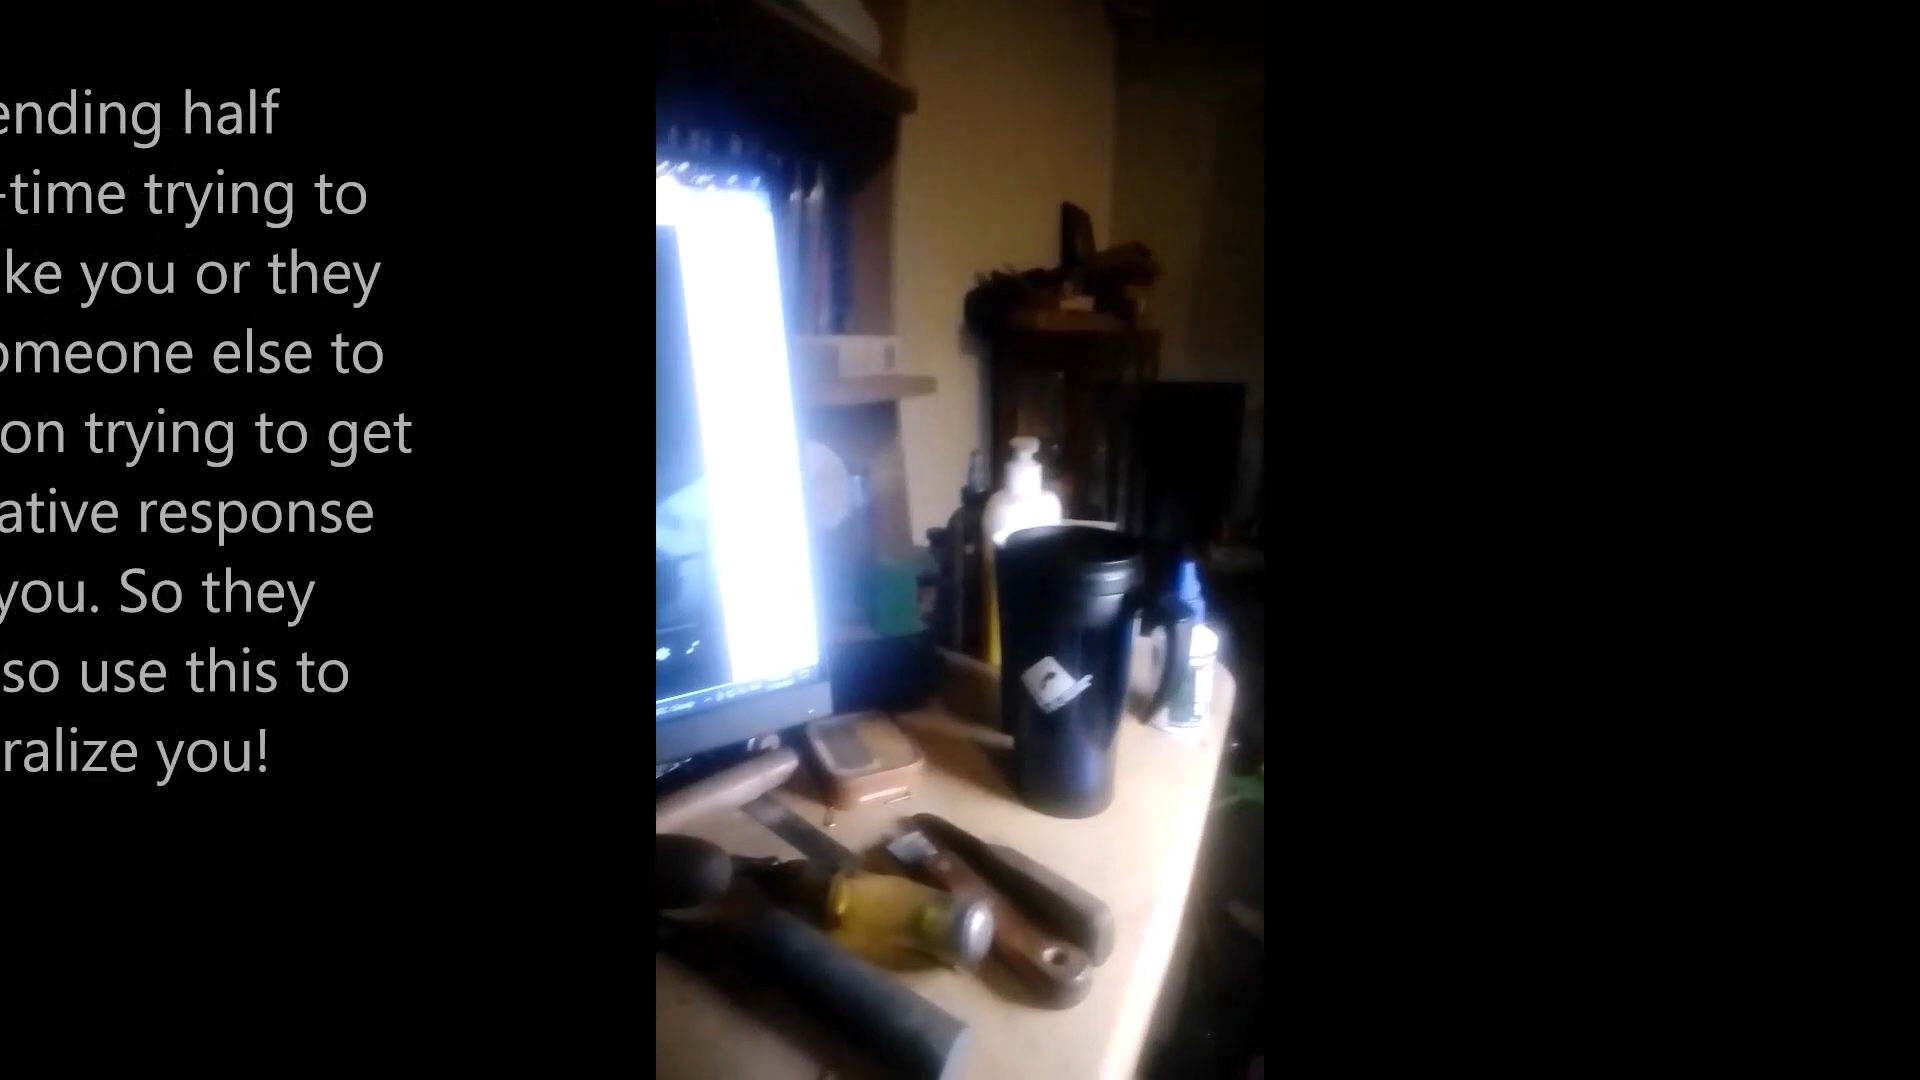 ending half
-time trying to
ke you or they
omeone else to
on trying to get
ative response
you. So they
so use this to
ralize you!